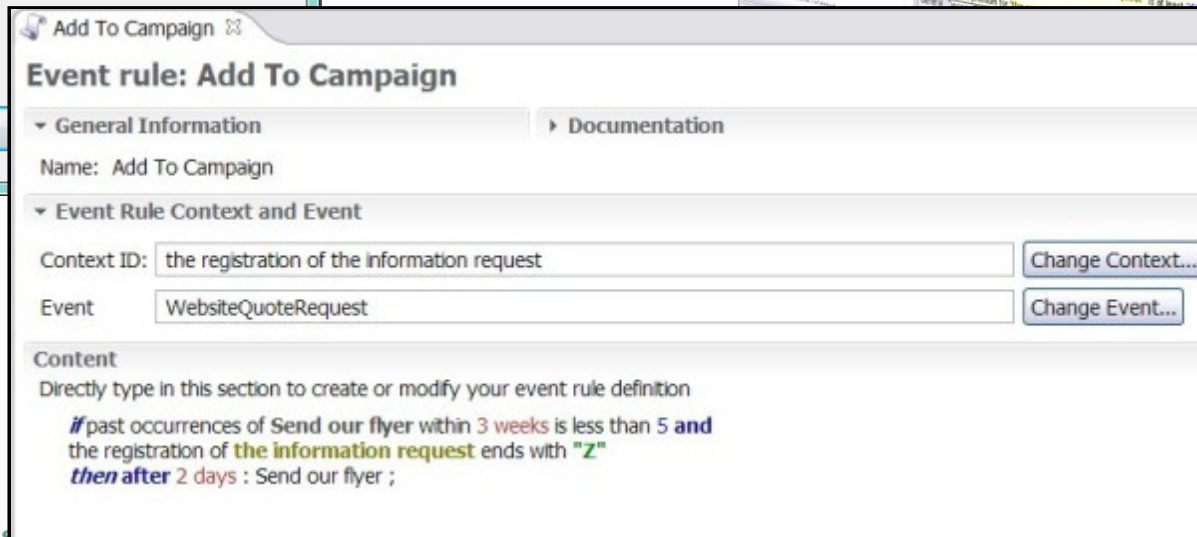 Add To Campaign
Event rule: Add To Campaign
General Information
Documentation
Name: Add To Campaign
Event Rule Context and Event
Context ID: the registration of the information request Change Context...
Event WebsiteQuoteRequest Change Event...
Content
Directly type in this section to create or modify your event rule definition
if past occurrences of Send our flyer within 3 weeks is less than 5 and
the registration of the information request ends with "Z"
then after 2 days : Send our flyer ;